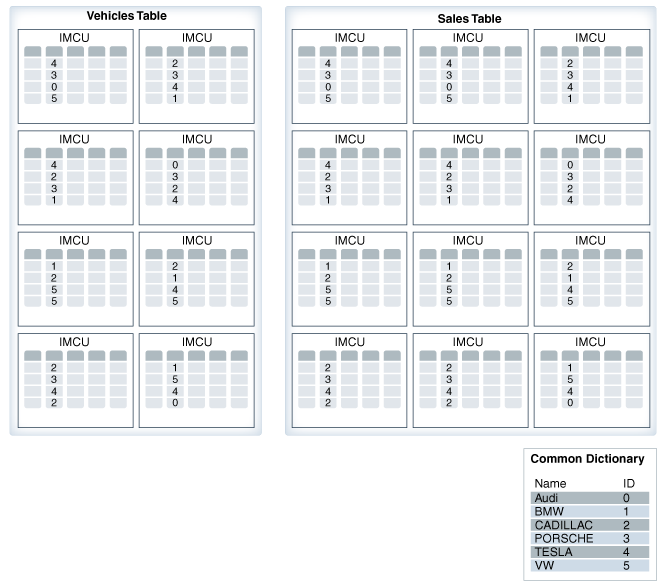 Vehicles Table
IMCU IMCU
4 2
3 3
0 4
5 1
IMCU IMCU
4 0
2 3
3 2
1 4
IMCU IMCU
1 2
2 1
5 4
5 5
IMCU IMCU
2 1
3 5
4 4
2 0
Sales Table
IMCU IMCU IMCU
4 4 2
3 3 3
0 0 4
5 5 1
IMCU IMCU IMCU
4 4 0
2 2 3
3 3 2
1 1 4
IMCU IMCU IMCU
1 1 2
2 2 1
5 5 4
5 5 5
IMCU IMCU IMCU
2 2 1
3 3 5
4 4 4
2 2 0
Common Dictionary
Name ID
Audi 0
BMW 1
CADILLAC 2
PORSCHE 3
TESLA 4
VW 5